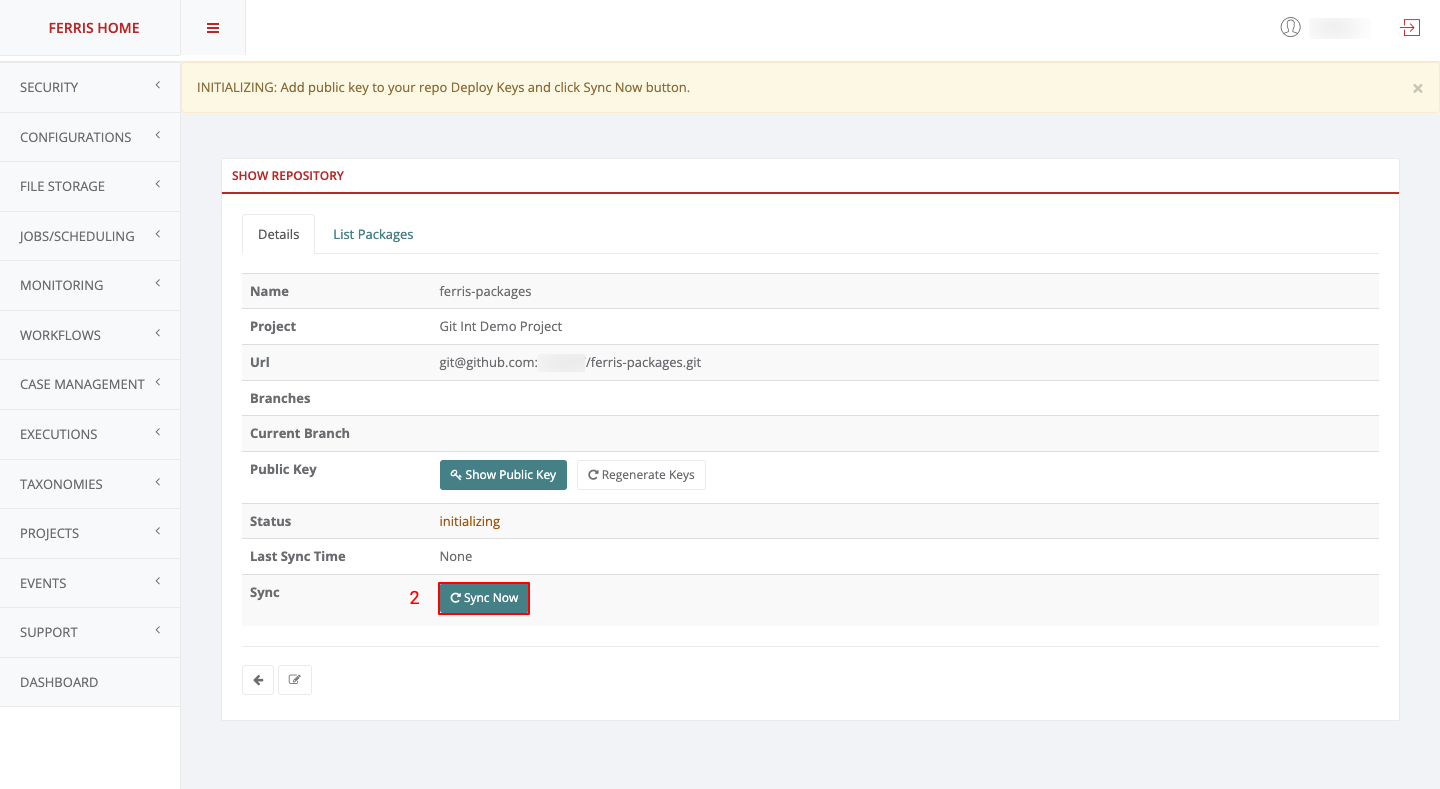 FERRIS HOME
INITIALIZING: Add public key to your repo Deploy Keys and click Sync Now button.
×
SECURITY
CONFIGURATIONS
FILE STORAGE
JOBS/SCHEDULING
MONITORING
WORKFLOWS
CASE MANAGEMENT
EXECUTIONS
TAXONOMIES
PROJECTS
EVENTS
SUPPORT
DASHBOARD
SHOW REPOSITORY
Details List Packages
Name ferris-packages
Project Git Int Demo Project
Url git@github.com: /ferris-packages.git
Branches
Current Branch
Public Key Show Public Key Regenerate Keys
Status initializing
Last Sync Time None
Sync 2 Sync Now